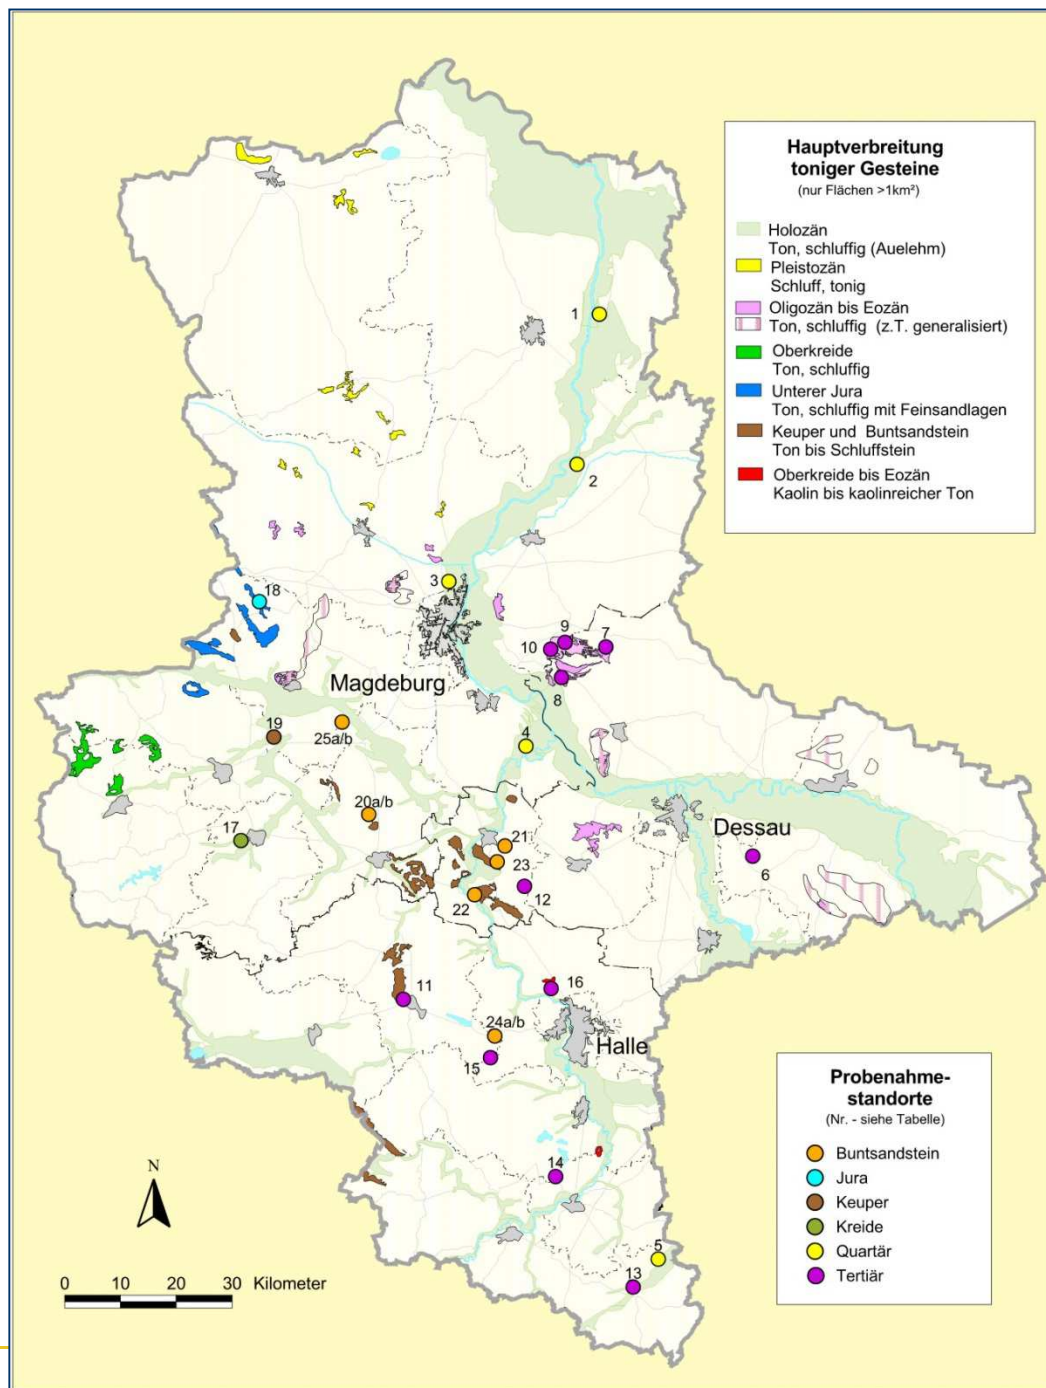 Hauptverbreitung
toniger Gesteine
(nur Flächen >1km²)
Holozän
Ton, schluffig (Auelehm)
Pleistozän
Schluff, tonig
Oligozän bis Eozän
Ton, schluffig (z.T. generalisiert)
Oberkreide
Ton, schluffig
Unterer Jura
Ton, schluffig mit Feinsandlagen
Keuper und Buntsandstein
Ton bis Schluffstein
Oberkreide bis Eozän
Kaolin bis kaolinreicher Ton
1
2
3
18
9
7
10
8
Magdeburg
19
25a/b
4
20a/b
17
21
23
Dessau
6
12
22
11
16
24a/b
Halle
15
14
5
13
Probenahme-
standorte
(Nr. - siehe Tabelle)
Buntsandstein
Jura
Keuper
Kreide
Quartär
Tertiär
N
0 10 20 30 Kilometer